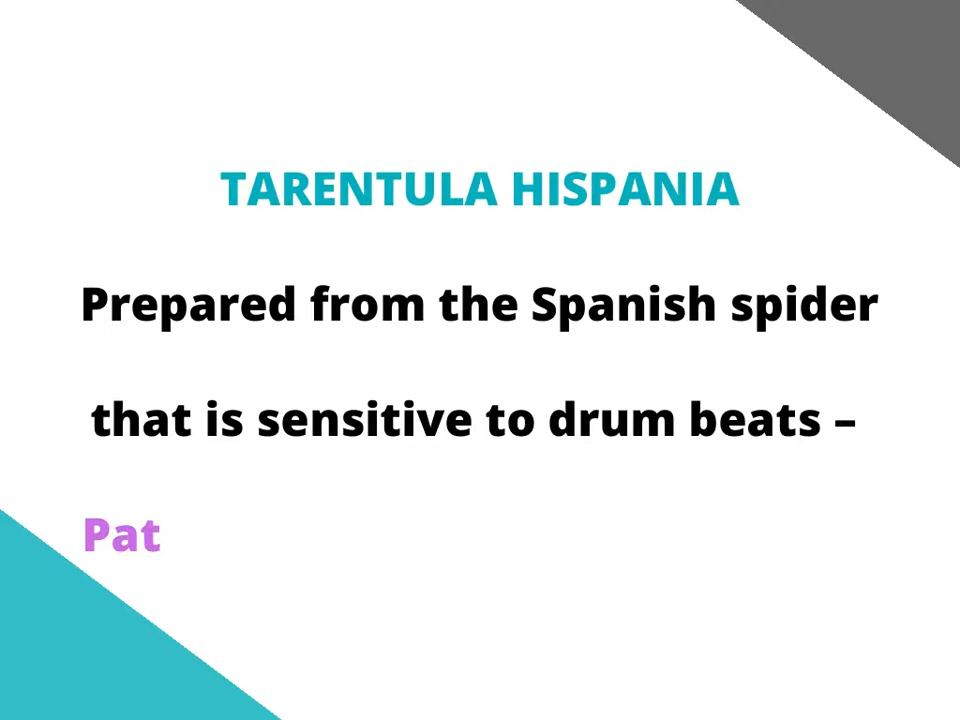 TARENTULA HISPANIA
Prepared from the Spanish spider
that is sensitive to drum beats –
Pat